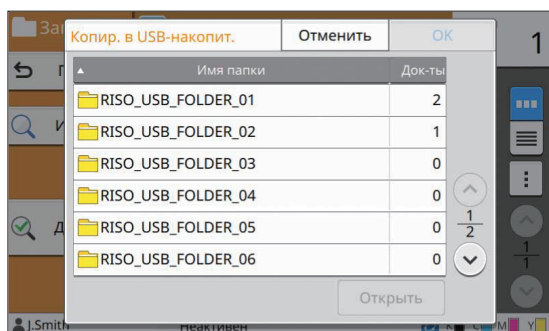 За
Копир. в USB-накопит.
Отменить
OK
1
Имя папки
Док-ты
RISO_USB_FOLDER_01
2
RISO_USB_FOLDER_02
1
RISO_USB_FOLDER_03
0
RISO_USB_FOLDER_04
0
RISO_USB_FOLDER_05
0
RISO_USB_FOLDER_06
0
1
2
1
1
Открыть
J.Smith
Неактивен
K
C
M
Y